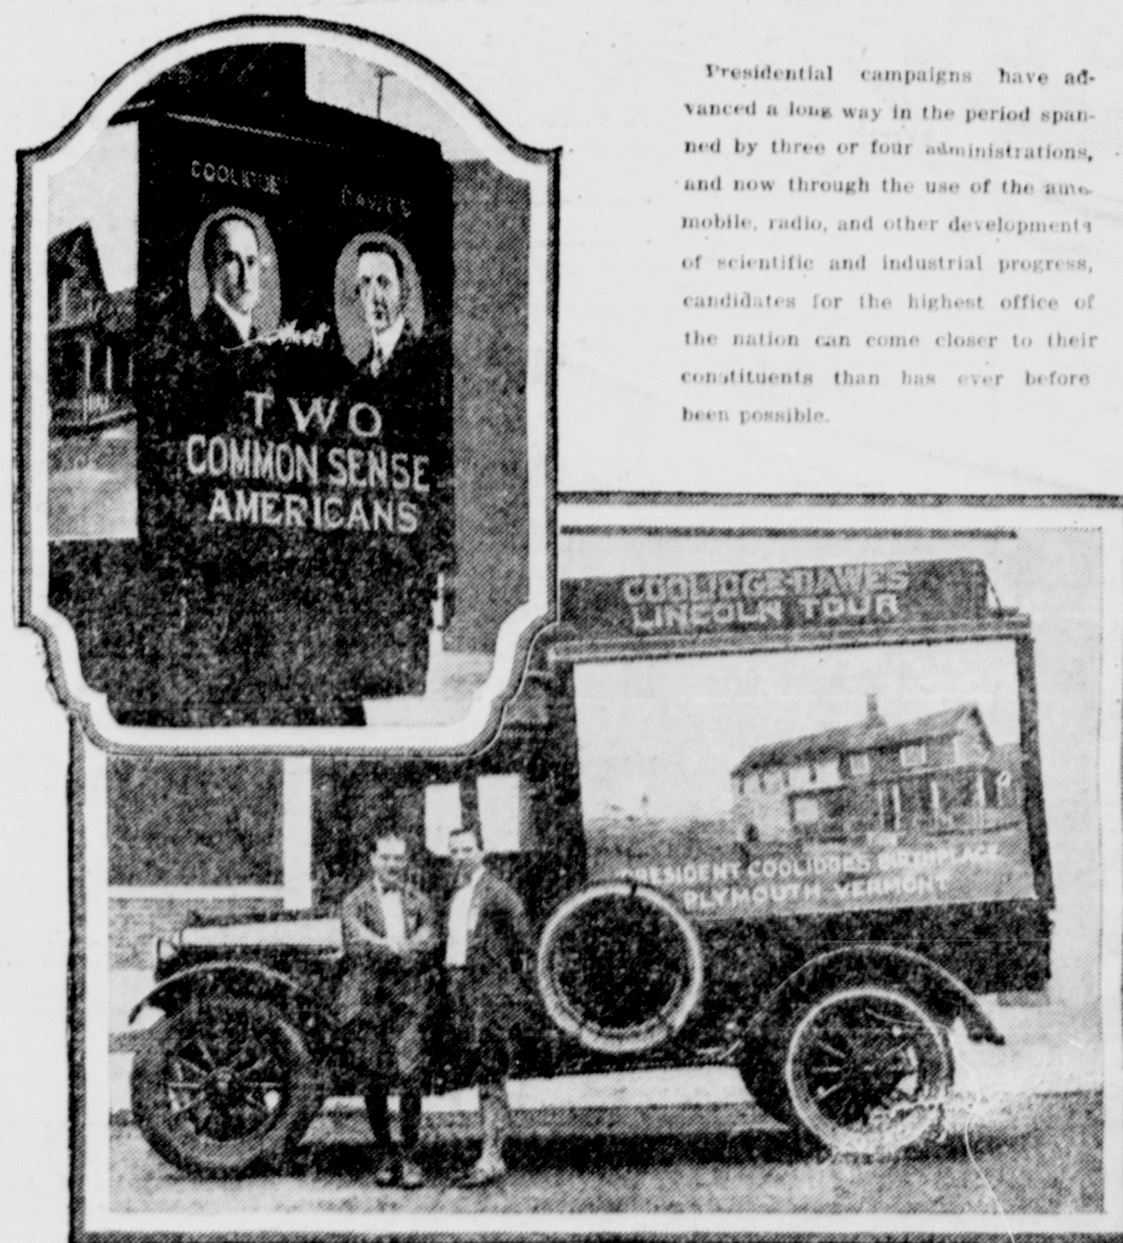 Presidential campaigns have ad-
vanced a long way in the period span-
ned by three or four administrations,
and now through the use of the auto-
mobile, radio, and other developments
of scientific and industrial progress,
candidates for the highest office of
the nation can come closer to their
constituents than has ever before
been possible.
COOLIDGE DAWES
TWO
COMMON SENSE
AMERICANS
COOLIDGE-DAWES
LINCOLN TOUR
PRESIDENT COOLIDGES BIRTHPLACE
PLYMOUTH VERMONT